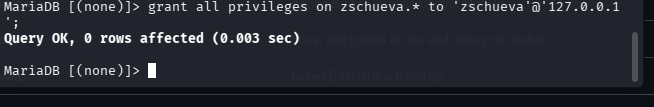 MariaDB [(none)]> grant all privileges on zschueva.* to 'zschueva'@'127.0.0.1
';
Query OK, 0 rows affected (0.003 sec)
MariaDB [(none)]>